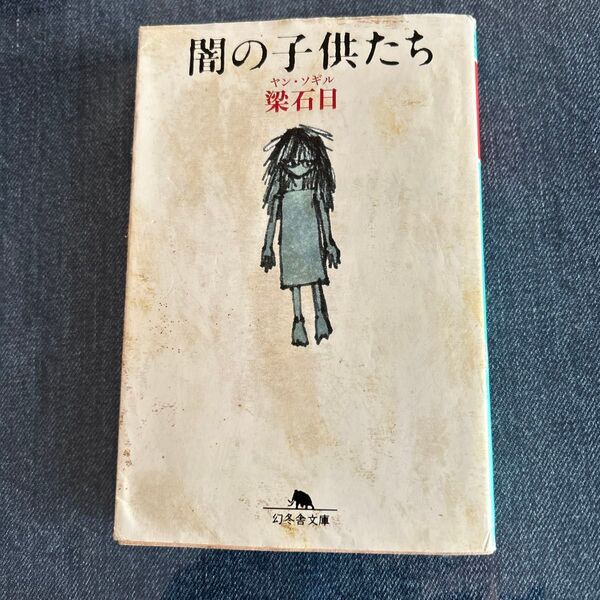 闇の子供たち
ヤン・ソギル
梁石日
幻冬舎文庫